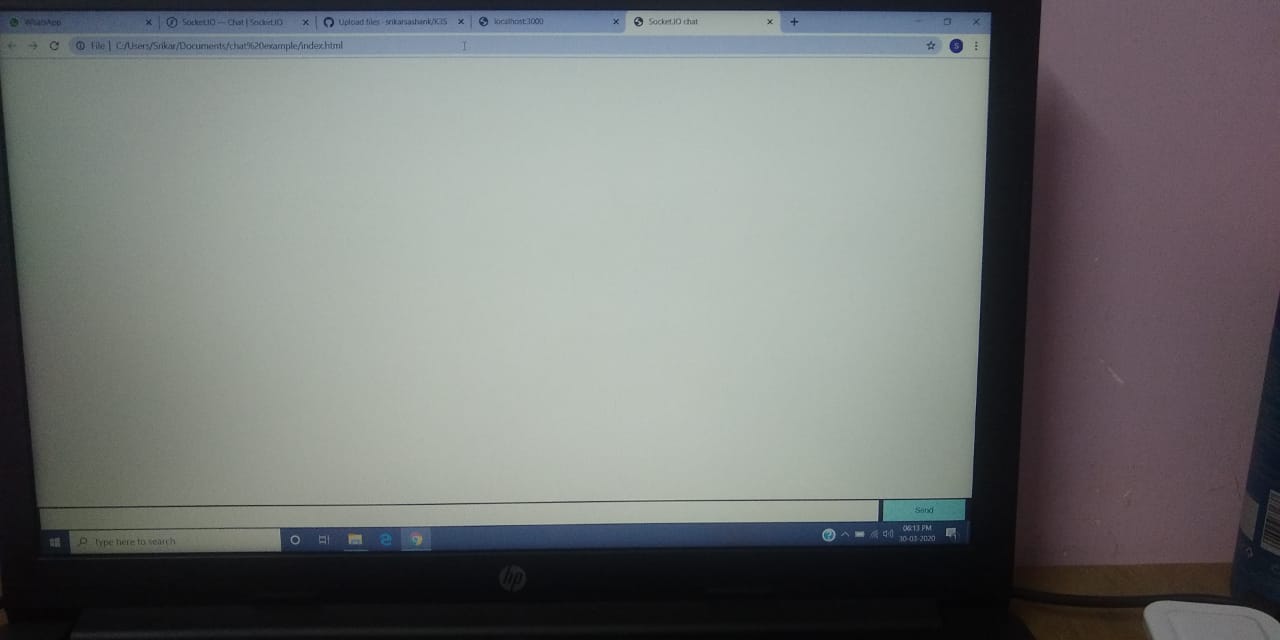 WhatsApp
Socket.IO — Chat | Socket.IO
Upload files · srikarsashank/K3S
localhost:3000
Socket.IO chat
File | C:/Users/Srikar/Documents/chat%20example/index.html
S
Send
Type here to search
06:13 PM
30-03-2020
hp